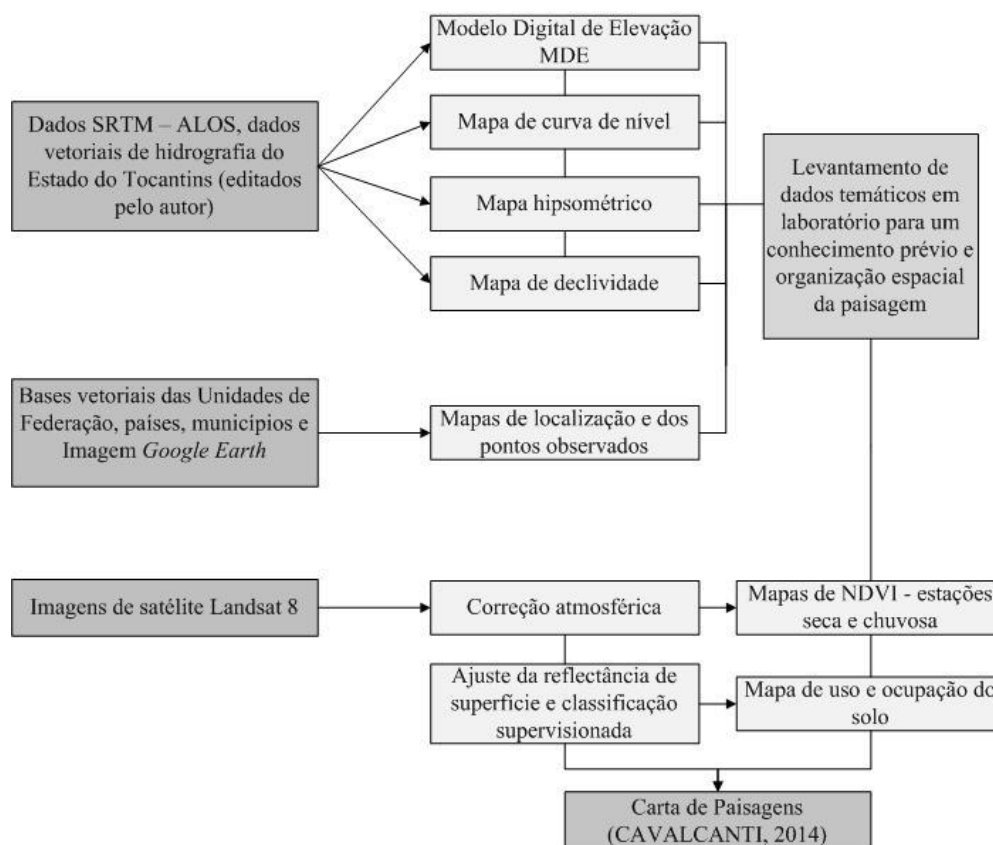 Modelo Digital de Elevação
MDE
Dados SRTM – ALOS, dados
vetoriais de hidrografia do
Estado do Tocantins (editados
pelo autor)
Mapa de curva de nível
Mapa hipsométrico
Mapa de declividade
Levantamento de
dados temáticos em
laboratório para um
conhecimento prévio e
organização espacial
da paisagem
Bases vetoriais das Unidades de
Federação, países, municípios e
Imagem Google Earth
Mapas de localização e dos
pontos observados
Imagens de satélite Landsat 8
Correção atmosférica
Mapas de NDVI - estações
seca e chuvosa
Ajuste da reflectância de
superfície e classificação
supervisionada
Mapa de uso e ocupação do
solo
Carta de Paisagens
(CAVALCANTI, 2014)